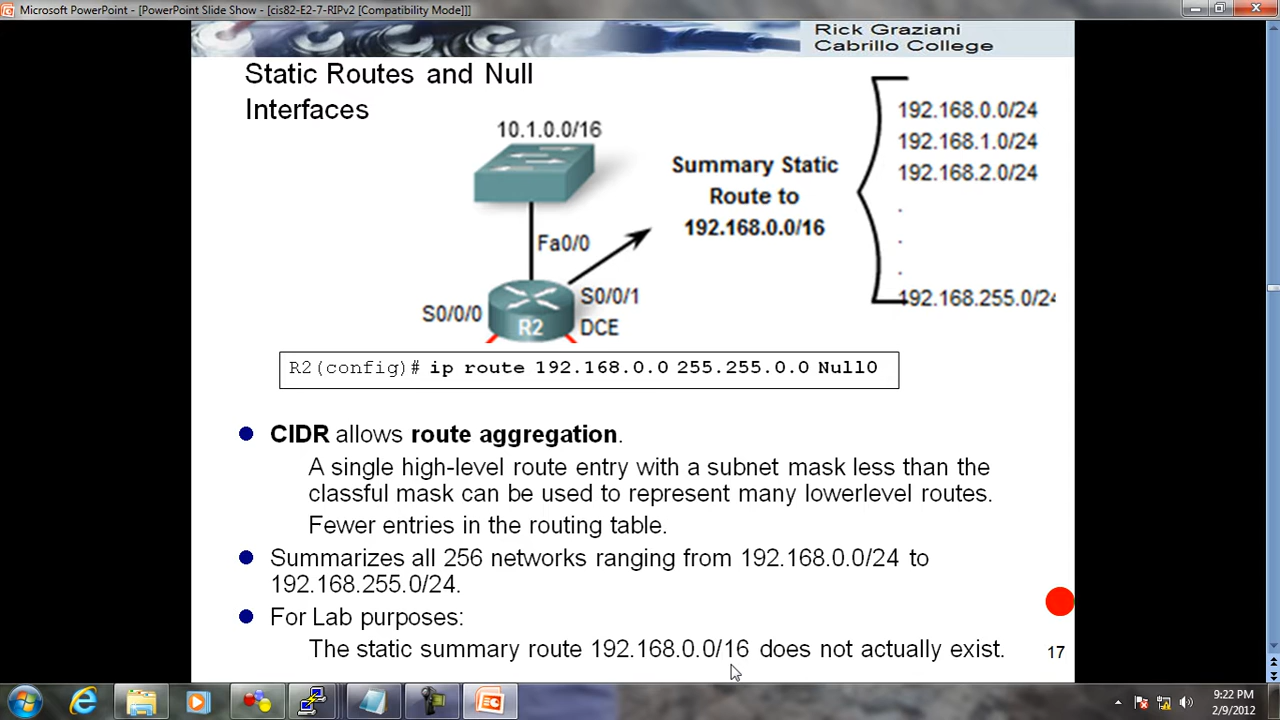 Microsoft PowerPoint - [PowerPoint Slide Show - [cis82-E2-7-RIPv2 [Compatibility Mode]]]
Rick Graziani
Cabrillo College
Static Routes and Null
Interfaces
10.1.0.0/16
Summary Static
Route to
192.168.0.0/16
192.168.0.0/24
192.168.1.0/24
192.168.2.0/24
.
.
.
192.168.255.0/24
Fa0/0
S0/0/0
S0/0/1
R2
DCE
R2(config)# ip route 192.168.0.0 255.255.0.0 Null0
CIDR allows route aggregation.
A single high-level route entry with a subnet mask less than the
classful mask can be used to represent many lowerlevel routes.
Fewer entries in the routing table.
Summarizes all 256 networks ranging from 192.168.0.0/24 to
192.168.255.0/24.
For Lab purposes:
The static summary route 192.168.0.0/16 does not actually exist.
17
9:22 PM
2/9/2012